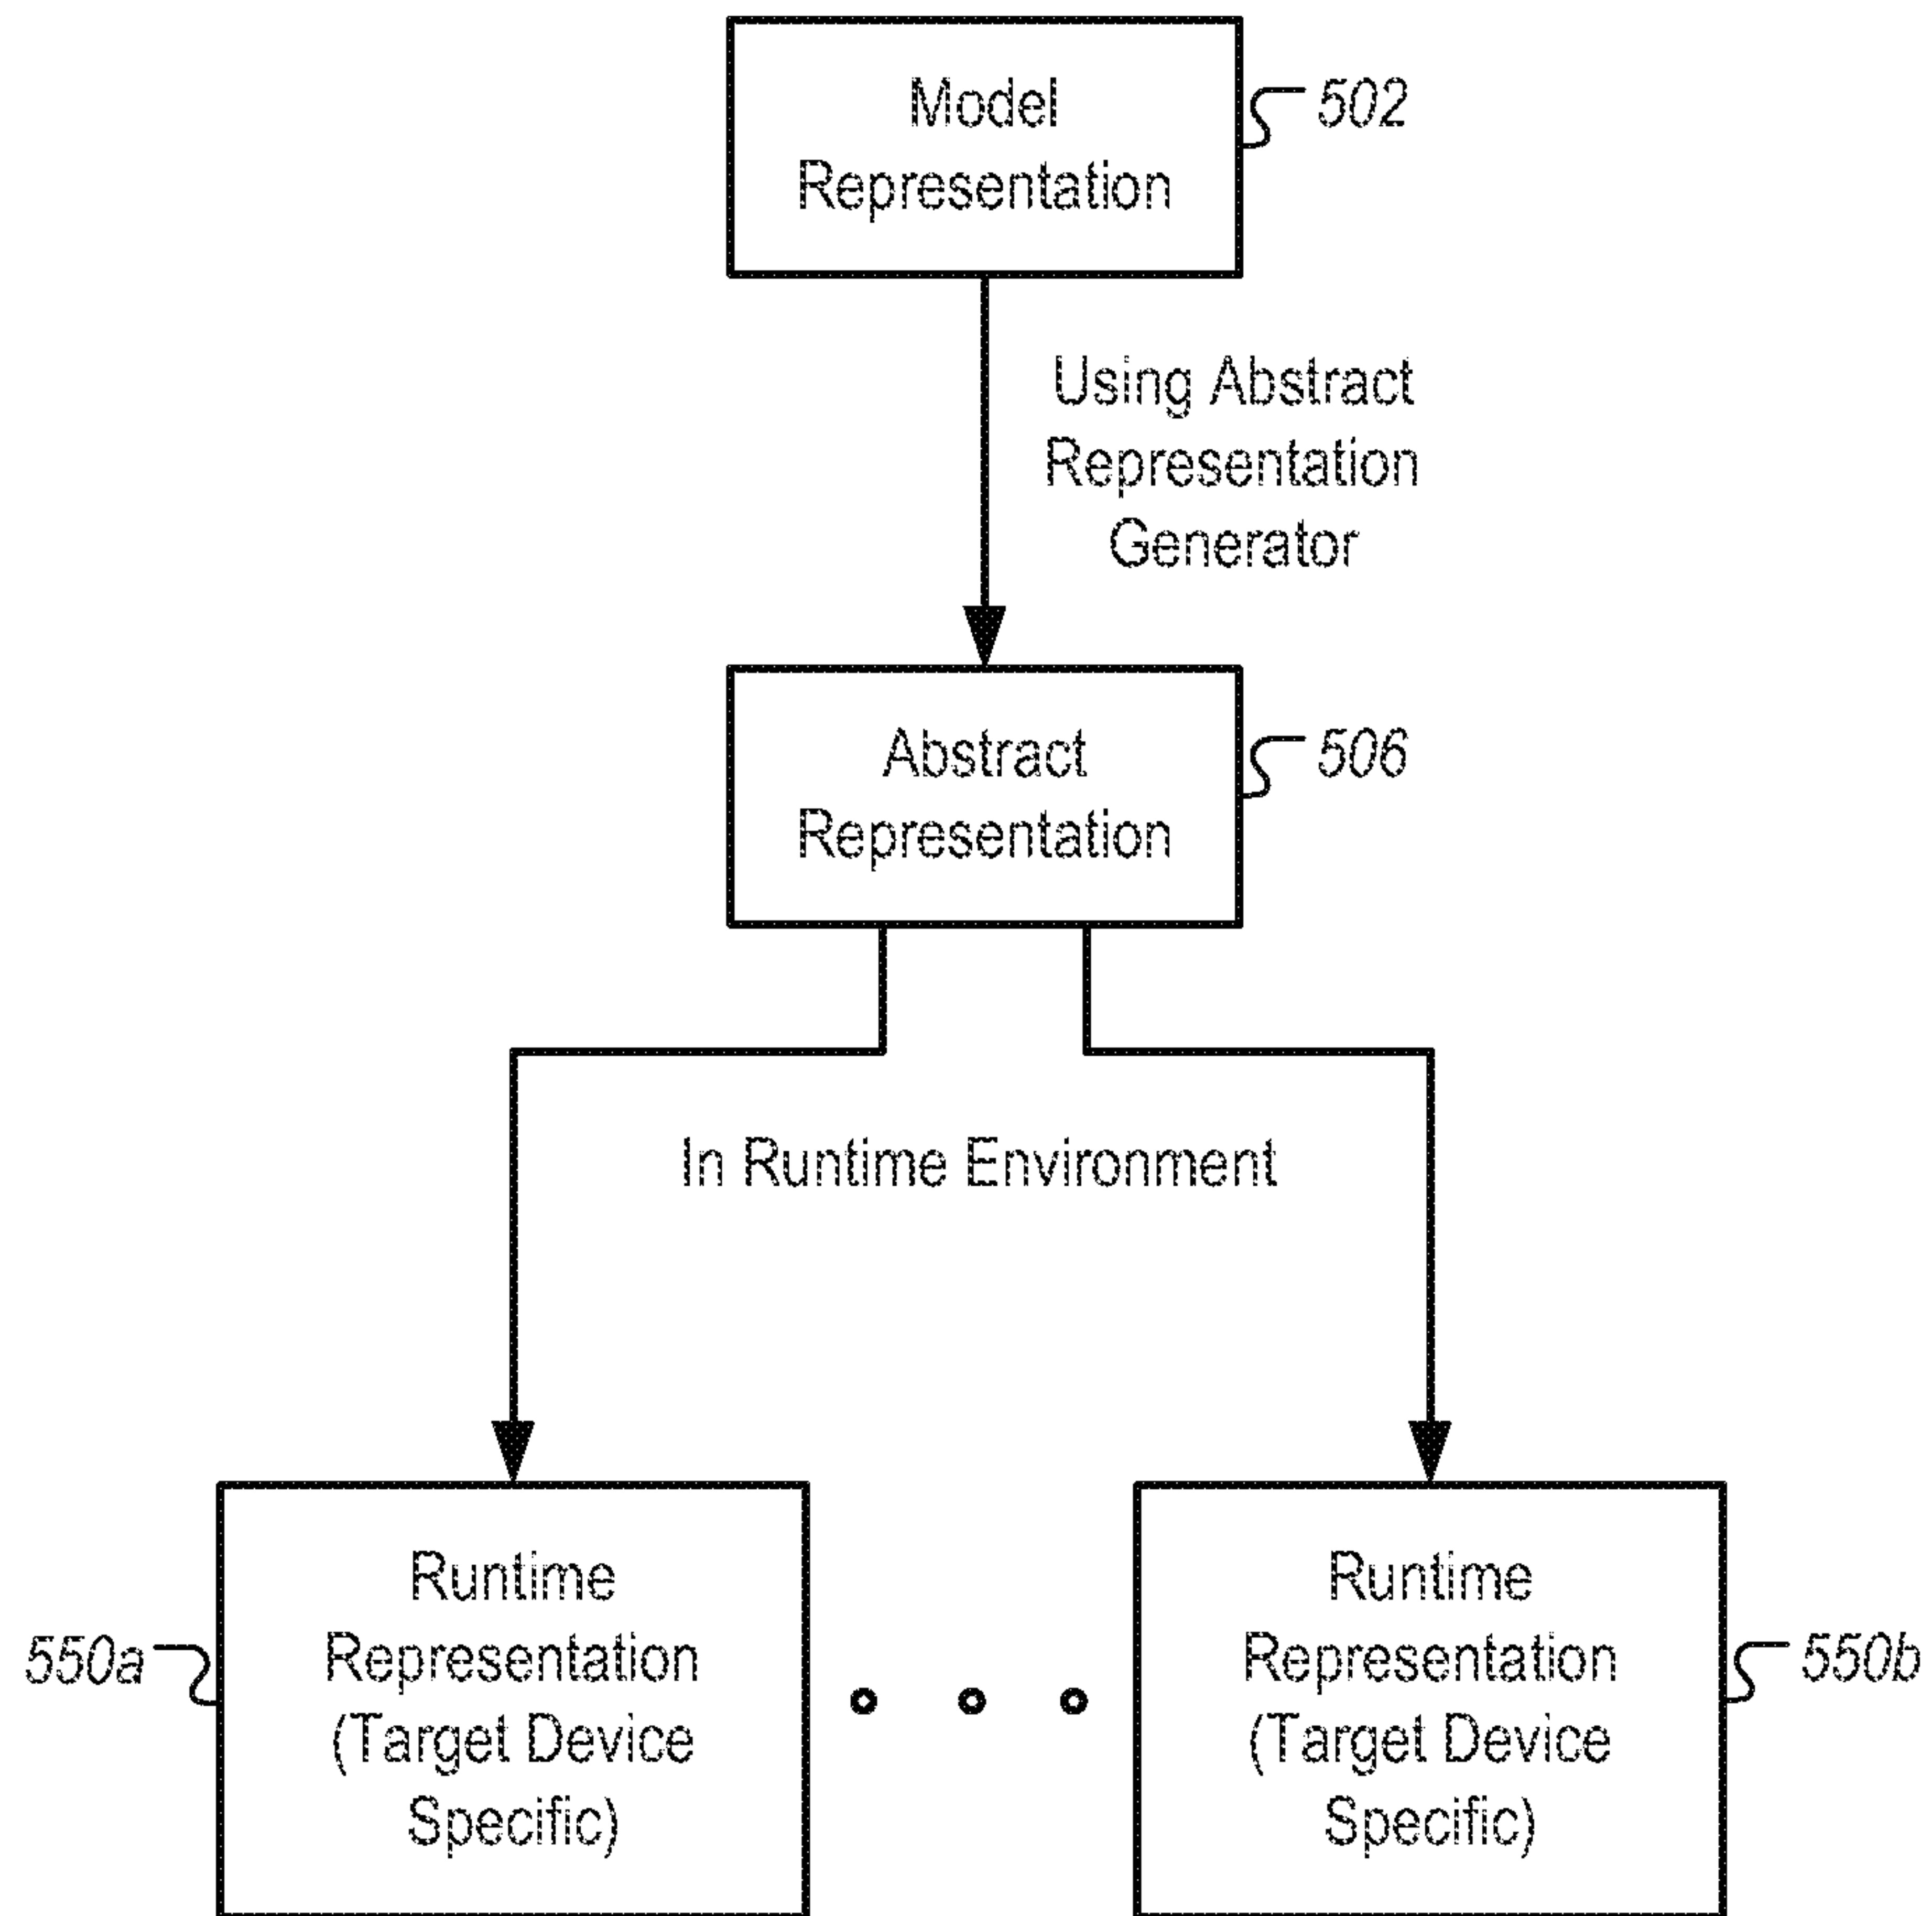 Model
Representation
502
Using Abstract
Representation
Generator
Abstract
Representation
506
In Runtime Environment
Runtime
Representation
(Target Device
Specific)
550a
Runtime
Representation
(Target Device
Specific)
550b